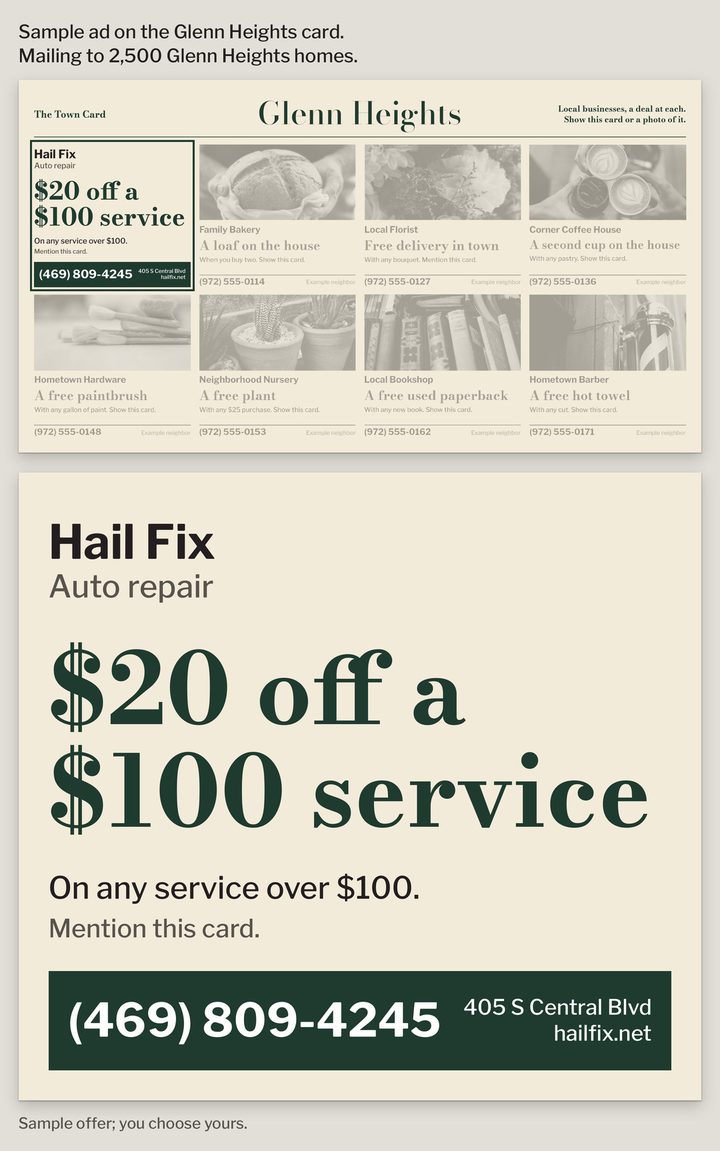 Sample ad on the Glenn Heights card.
Mailing to 2,500 Glenn Heights homes.
The Town Card
Glenn Heights
Local businesses, a deal at each.
Show this card or a photo of it.
Hail Fix
Auto repair
$20 off a
$100 service
On any service over $100.
Mention this card.
(469) 809-4245
405 S Central Blvd
hailfix.net
Family Bakery
A loaf on the house
When you buy two. Show this card.
(972) 555-0114
Example neighbor
Local Florist
Free delivery in town
With any bouquet. Mention this card.
(972) 555-0127
Example neighbor
Corner Coffee House
A second cup on the house
With any pastry. Show this card.
(972) 555-0136
Example neighbor
Hometown Hardware
A free paintbrush
With any gallon of paint. Show this card.
(972) 555-0148
Example neighbor
Neighborhood Nursery
A free plant
With any $25 purchase. Show this card.
(972) 555-0153
Example neighbor
Local Bookshop
A free used paperback
With any new book. Show this card.
(972) 555-0162
Example neighbor
Hometown Barber
A free hot towel
With any cut. Show this card.
(972) 555-0171
Example neighbor
Hail Fix
Auto repair
$20 off a
$100 service
On any service over $100.
Mention this card.
(469) 809-4245
405 S Central Blvd
hailfix.net
Sample offer; you choose yours.